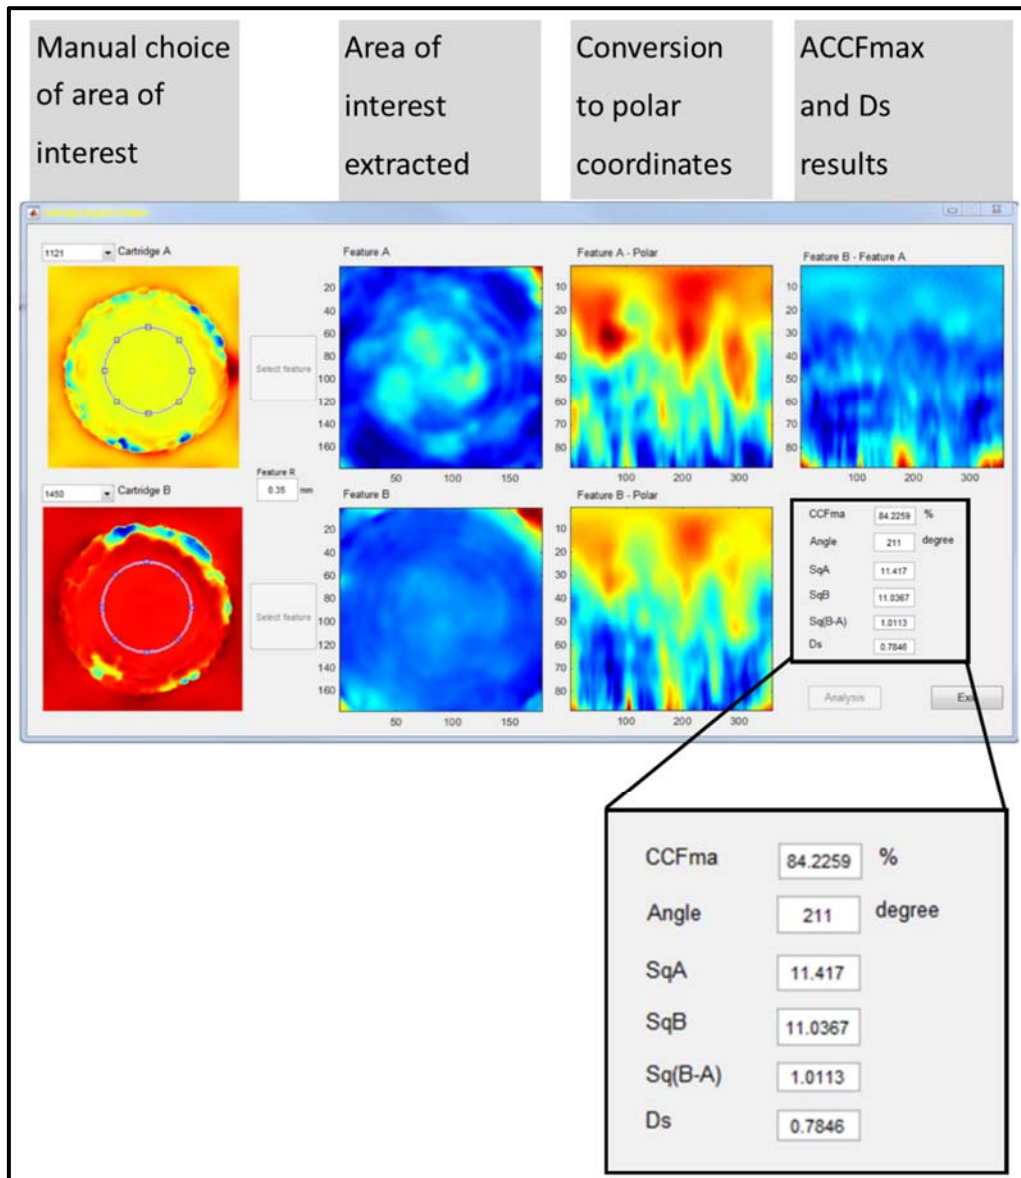 Manual choice
of area of
interest
Area of
interest
extracted
Conversion
to polar
coordinates
ACCFmax
and Ds
results
1121 Cartridge A
Feature A
Feature A - Polar
Feature B - Feature A
Select feature
20
40
60
80
100
120
140
160
50 100 150
10
20
30
40
50
60
70
80
100 200 300
10
20
30
40
50
60
70
80
100 200 300
Feature R
0.35 mm
1450 Cartridge B
Feature B
Feature B - Polar
Select feature
20
40
60
80
100
120
140
160
50 100 150
10
20
30
40
50
60
70
80
100 200 300
CCFma 84.2259 %
Angle 211 degree
SqA 11.417
SqB 11.0367
Sq(B-A) 1.0113
Ds 0.7846
Analysis
Exi
CCFma 84.2259 %
Angle 211 degree
SqA 11.417
SqB 11.0367
Sq(B-A) 1.0113
Ds 0.7846